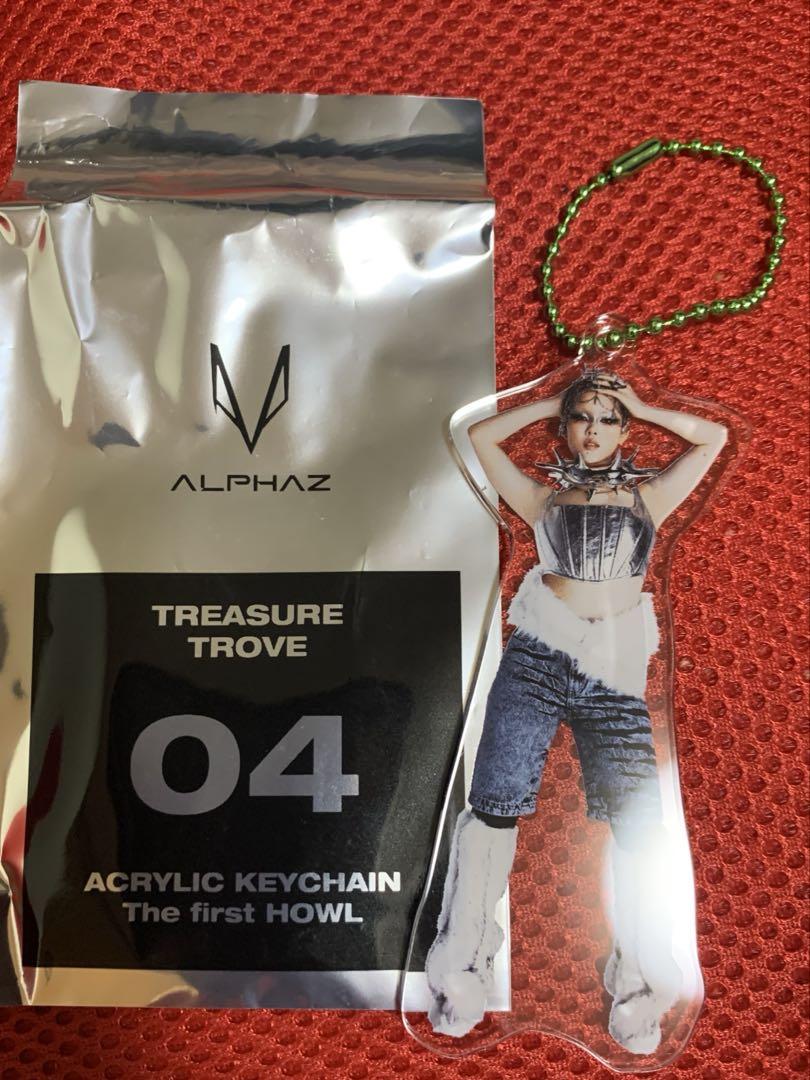 ALPHAZ
TREASURE
TROVE
04
ACRYLIC KEYCHAIN
The first HOWL